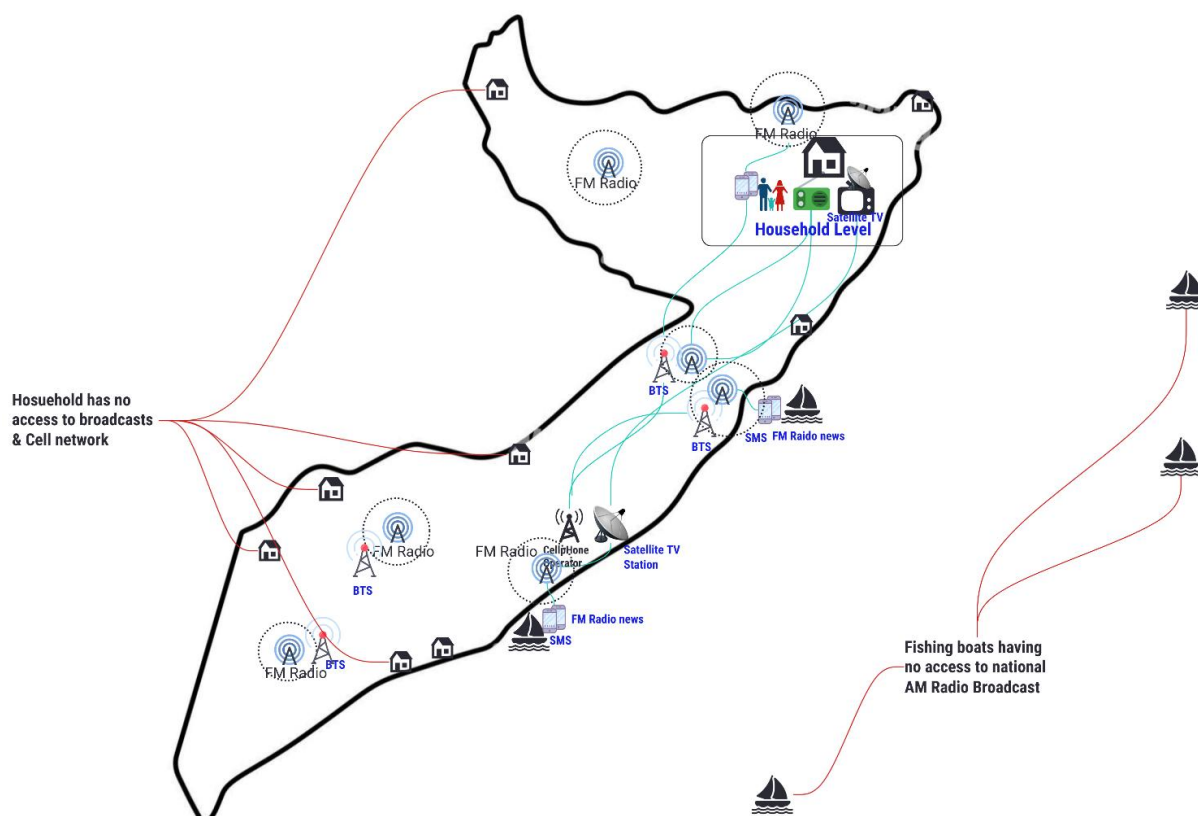 FM Radio
FM Radio
Satellite TV
Household Level
BTS
BTS
SMS
FM Raido news
Hosuehold has no
access to broadcasts
& Cell network
FM Radio
BTS
FM Radio
CellpHone
Operator
Satellite TV
Station
FM Radio news
SMS
FM Radio
BTS
Fishing boats having
no access to national
AM Radio Broadcast